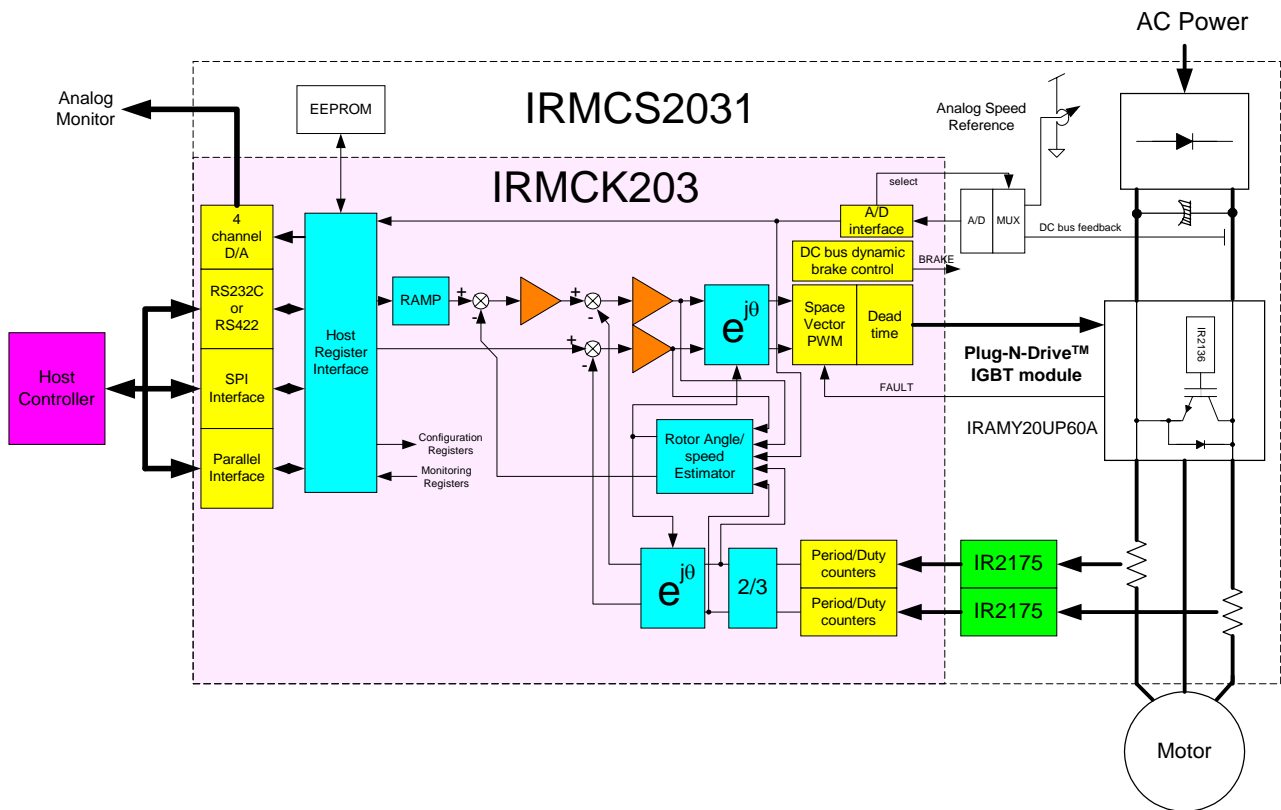 AC Power
Analog
Monitor
EEPROM
IRMCS2031
Analog Speed
Reference
IRMCK203
select
4
channel
D/A
A/D
interface
A/D
MUX
DC bus feedback
DC bus dynamic
brake control
BRAKE
RS232C
or
RS422
RAMP
+
-
+
-
+
-
e
jθ
Space
Vector
PWM
Dead
time
Host
Register
Interface
Plug-N-Drive™
IGBT module
IR2136
FAULT
IRAMY20UP60A
Host
Controller
SPI
Interface
Parallel
Interface
Configuration
Registers
Monitoring
Registers
Rotor Angle/
speed
Estimator
e
jθ
2/3
Period/Duty
counters
Period/Duty
counters
IR2175
IR2175
Motor